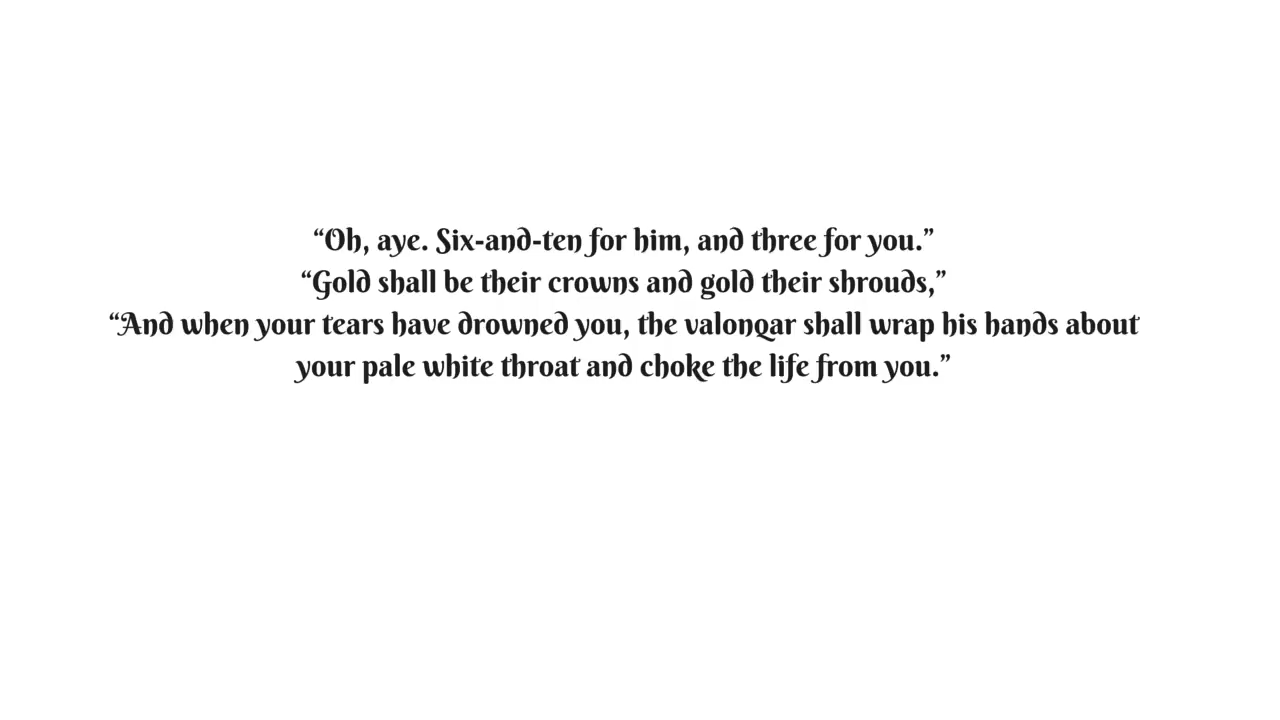 “Oh, aye. Six-and-ten for him, and three for you.”
“Gold shall be their crowns and gold their shrouds,”
“And when your tears have drowned you, the valonqar shall wrap his hands about
your pale white throat and choke the life from you.”